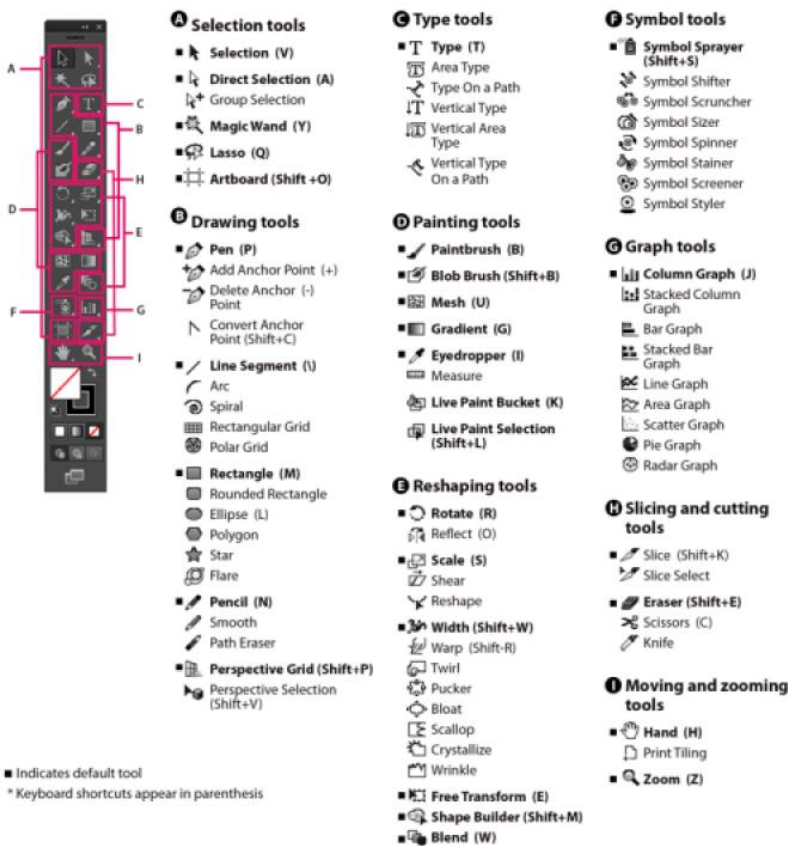 A
B
C
D
E
F
G
H
I
T
A Selection tools
Selection (V)
Direct Selection (A)
Group Selection
Magic Wand (Y)
Lasso (Q)
Artboard (Shift +O)
B Drawing tools
Pen (P)
Add Anchor Point (+)
Delete Anchor (-)
Point
Convert Anchor
Point (Shift+C)
Line Segment (\)
Arc
Spiral
Rectangular Grid
Polar Grid
Rectangle (M)
Rounded Rectangle
Ellipse (L)
Polygon
Star
Flare
Pencil (N)
Smooth
Path Eraser
Perspective Grid (Shift+P)
Perspective Selection
(Shift+V)
■ Indicates default tool
* Keyboard shortcuts appear in parenthesis
C Type tools
Type (T)
Area Type
Type On a Path
Vertical Type
Vertical Area
Type
Vertical Type
On a Path
D Painting tools
Paintbrush (B)
Blob Brush (Shift+B)
Mesh (U)
Gradient (G)
Eyedropper (I)
Measure
Live Paint Bucket (K)
Live Paint Selection
(Shift+L)
E Reshaping tools
Rotate (R)
Reflect (O)
Scale (S)
Shear
Reshape
Width (Shift+W)
Warp (Shift-R)
Twirl
Pucker
Bloat
Scallop
Crystallize
Wrinkle
Free Transform (E)
Shape Builder (Shift+M)
Blend (W)
F Symbol tools
Symbol Sprayer
(Shift+S)
Symbol Shifter
Symbol Scruncher
Symbol Sizer
Symbol Spinner
Symbol Stainer
Symbol Screener
Symbol Styler
G Graph tools
Column Graph (J)
Stacked Column
Graph
Bar Graph
Stacked Bar
Graph
Line Graph
Area Graph
Scatter Graph
Pie Graph
Radar Graph
H Slicing and cutting
tools
Slice (Shift+K)
Slice Select
Eraser (Shift+E)
Scissors (C)
Knife
I Moving and zooming
tools
Hand (H)
Print Tiling
Zoom (Z)